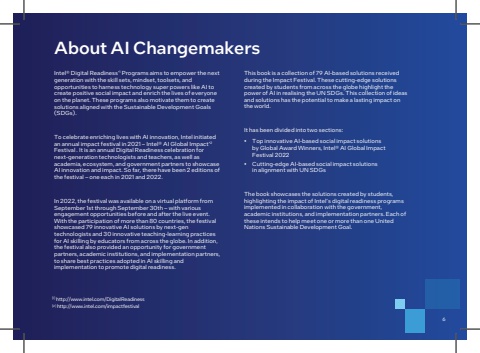 About AI Changemakers
Intel® Digital Readiness¹ Programs aims to empower the next
generation with the skill sets, mindset, toolsets, and
opportunities to harness technology super powers like AI to
create positive social impact and enrich the lives of everyone
on the planet. These programs also motivate them to create
solutions aligned with the Sustainable Development Goals
(SDGs).
To celebrate enriching lives with AI innovation, Intel initiated
an annual impact festival in 2021 – Intel® AI Global Impact²
Festival . It is an annual Digital Readiness celebration for
next-generation technologists and teachers, as well as
academia, ecosystem, and government partners to showcase
AI innovation and impact. So far, there have been 2 editions of
the festival – one each in 2021 and 2022.
In 2022, the festival was available on a virtual platform from
September 1st through September 30th – with various
engagement opportunities before and after the live event.
With the participation of more than 80 countries, the festival
showcased 79 innovative AI solutions by next-gen
technologists and 30 innovative teaching-learning practices
for AI skilling by educators from across the globe. In addition,
the festival also provided an opportunity for government
partners, academic institutions, and implementation partners,
to share best practices adopted in AI skilling and
implementation to promote digital readiness.
http://www.intel.com/DigitalReadiness
http://www.intel.com/impactfestival
This book is a collection of 79 AI-based solutions received
during the Impact Festival. These cutting-edge solutions
created by students from across the globe highlight the
power of AI in realising the UN SDGs. This collection of ideas
and solutions has the potential to make a lasting impact on
the world.
It has been divided into two sections:
• Top innovative AI-based social impact solutions
by Global Award Winners, Intel® AI Global Impact
Festival 2022
• Cutting-edge AI-based social impact solutions
in alignment with UN SDGs
The book showcases the solutions created by students,
highlighting the impact of Intel's digital readiness programs
implemented in collaboration with the government,
academic institutions, and implementation partners. Each of
these intends to help meet one or more than one United
Nations Sustainable Development Goal.
6